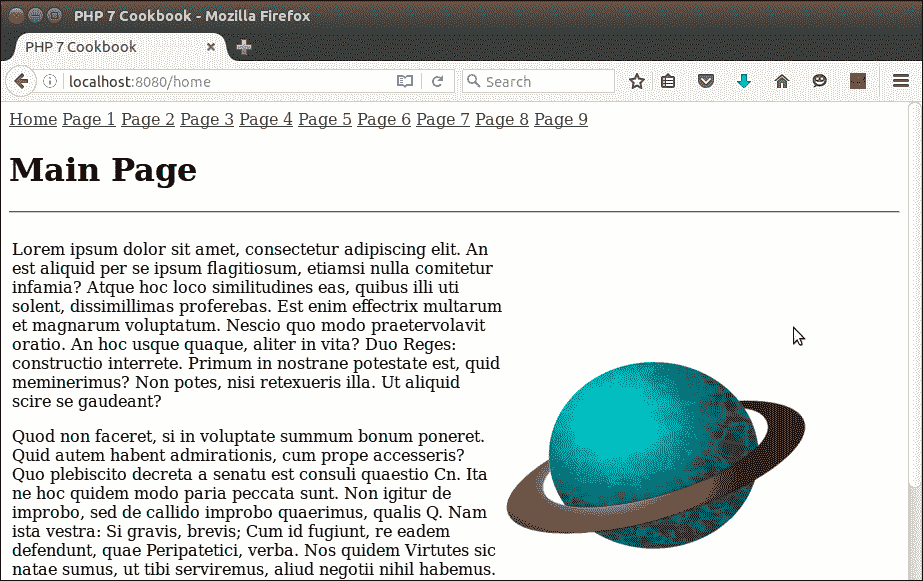 PHP 7 Cookbook - Mozilla Firefox
PHP 7 Cookbook
localhost:8080/home
Search
Home Page 1 Page 2 Page 3 Page 4 Page 5 Page 6 Page 7 Page 8 Page 9
Main Page
Lorem ipsum dolor sit amet, consectetur adipiscing elit. An
est aliquid per se ipsum flagitiosum, etiamsi nulla comitetur
infamia? Atque hoc loco similitudines eas, quibus illi uti
solent, dissimillimas proferebas. Est enim effectrix multarum
et magnarum voluptatum. Nescio quo modo praetervolavit
oratio. An hoc usque quaque, aliter in vita? Duo Reges:
constructio interrete. Primum in nostrane potestate est, quid
meminerimus? Non potes, nisi retexueris illa. Ut aliquid
scire se gaudeant?
Quod non faceret, si in voluptate summum bonum poneret.
Quid autem habent admirationis, cum prope accesseris?
Quo plebiscito decreta a senatu est consuli quaestio Cn. Ita
ne hoc quidem modo paria peccata sunt. Non igitur de
improbo, sed de callido improbo quaerimus, qualis Q. Nam
ista vestra: Si gravis, brevis; Cum id fugiunt, re eadem
defendunt, quae Peripatetici, verba. Nos quidem Virtutes sic
natae sumus, ut tibi serviremus, aliud negotii nihil habemus.